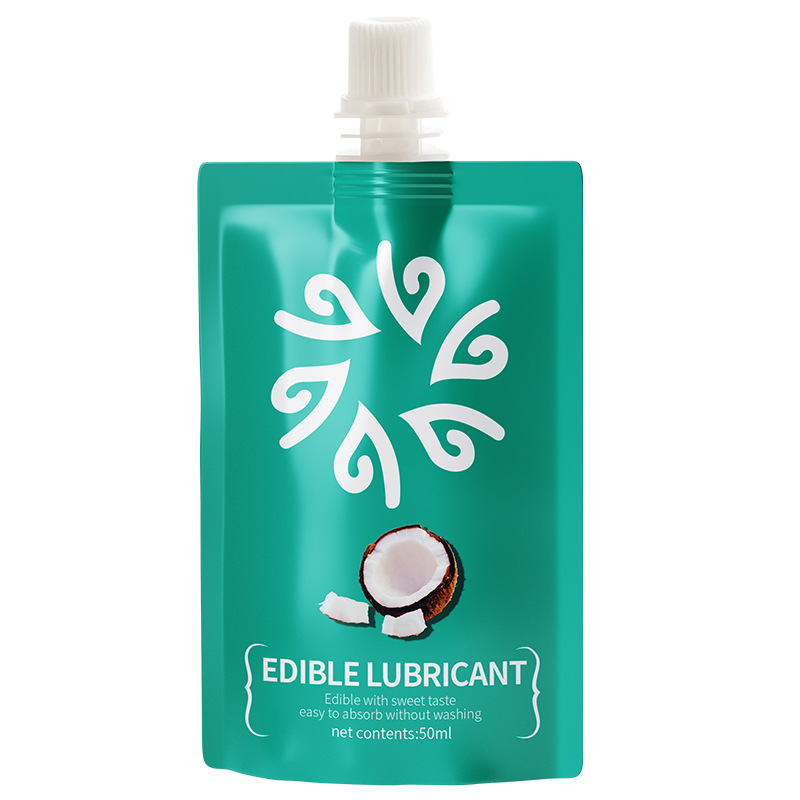 EDIBLE LUBRICANT
Edible with sweet taste
easy to absorb without washing
net contents:50ml